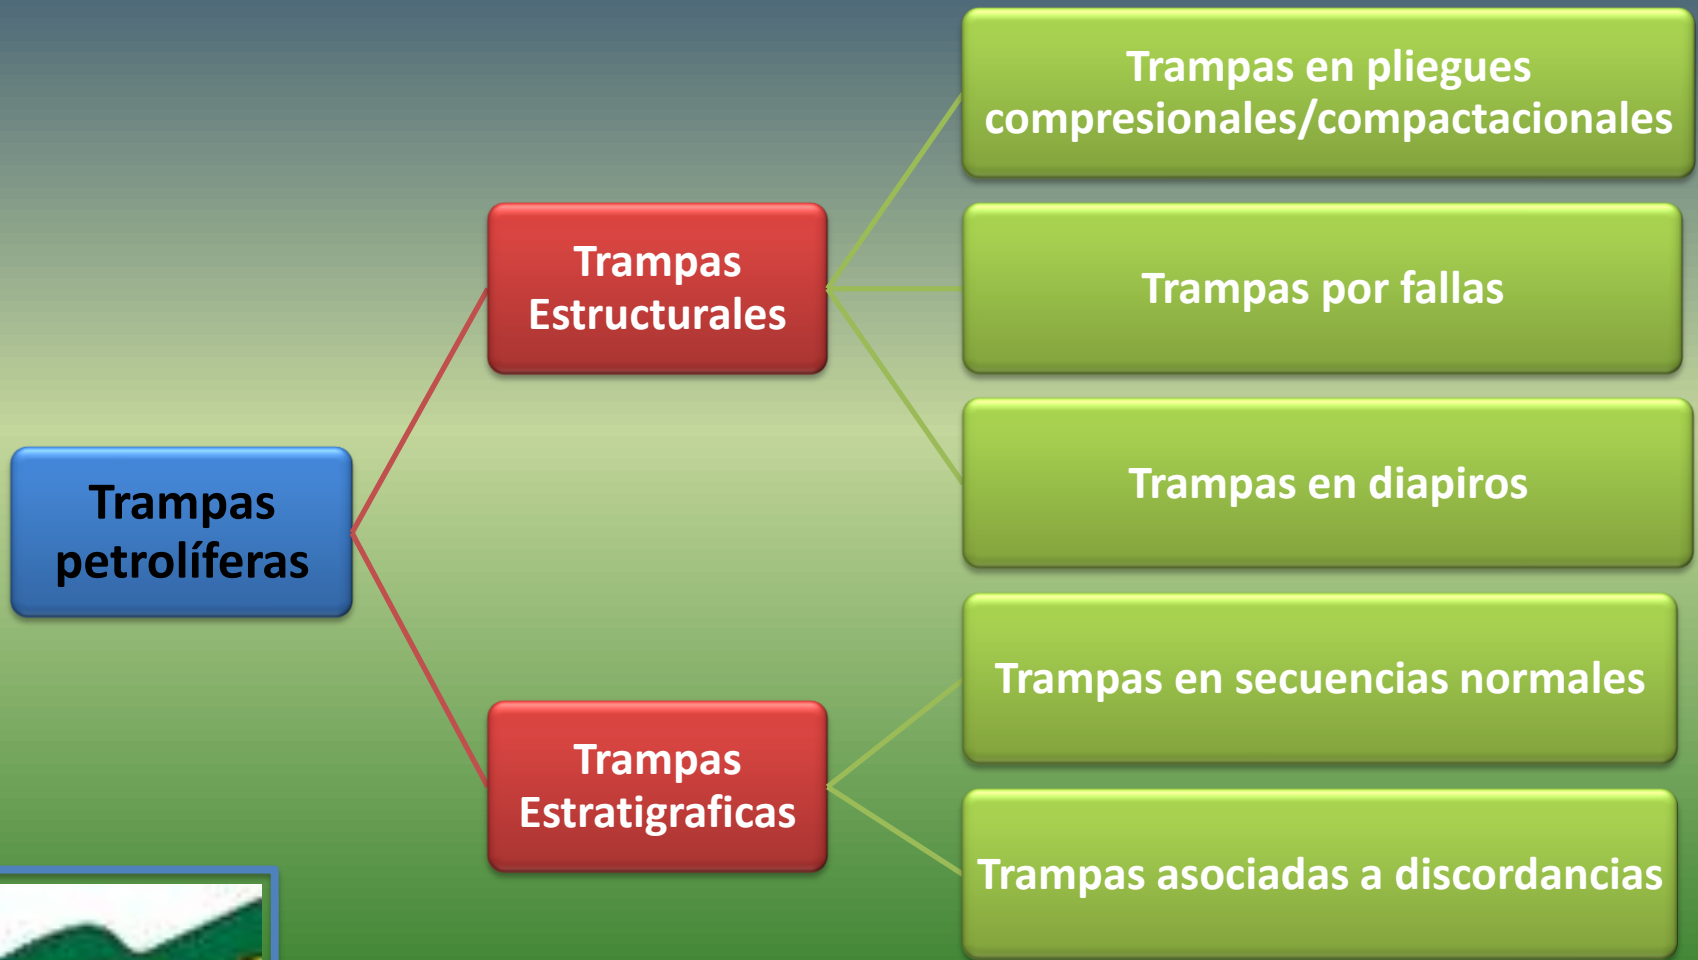 Trampas
petrolíferas
Trampas
Estructurales
Trampas en pliegues
compresionales/compactacionales
Trampas por fallas
Trampas en diapiros
Trampas
Estratigraficas
Trampas en secuencias normales
Trampas asociadas a discordancias